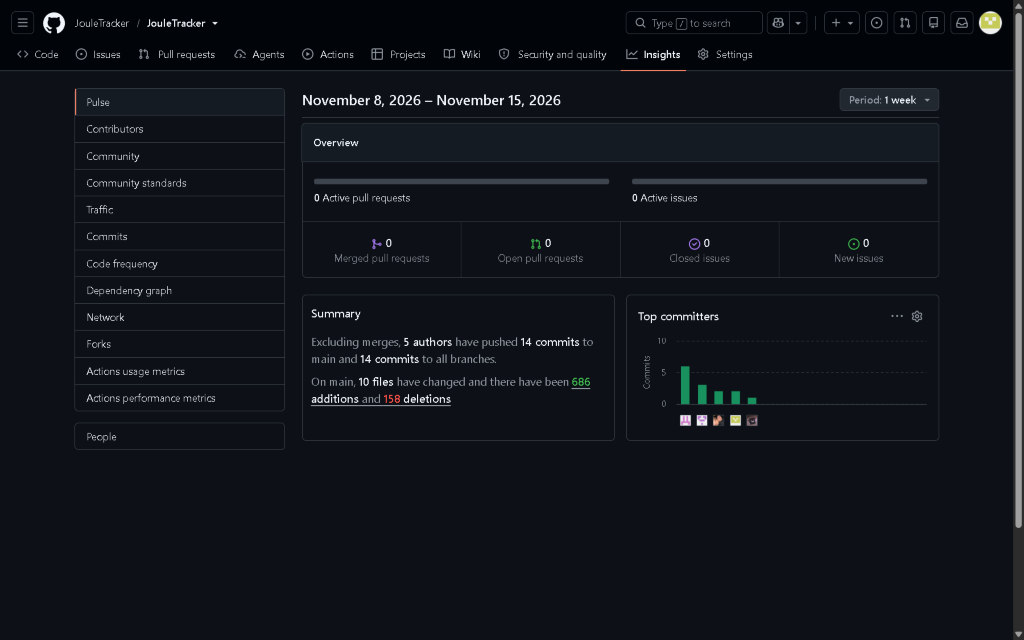 JouleTracker / JouleTracker
Type / to search
Code
Issues
Pull requests
Agents
Actions
Projects
Wiki
Security and quality
Insights
Settings
Pulse
Contributors
Community
Community standards
Traffic
Commits
Code frequency
Dependency graph
Network
Forks
Actions usage metrics
Actions performance metrics
People
November 8, 2026 – November 15, 2026
Period: 1 week
Overview
0 Active pull requests
0 Active issues
0
Merged pull requests
0
Open pull requests
0
Closed issues
0
New issues
Summary
Excluding merges, 5 authors have pushed 14 commits to
main and 14 commits to all branches.
On main, 10 files have changed and there have been 686
additions and 158 deletions
Top committers
10
5
0
Commits